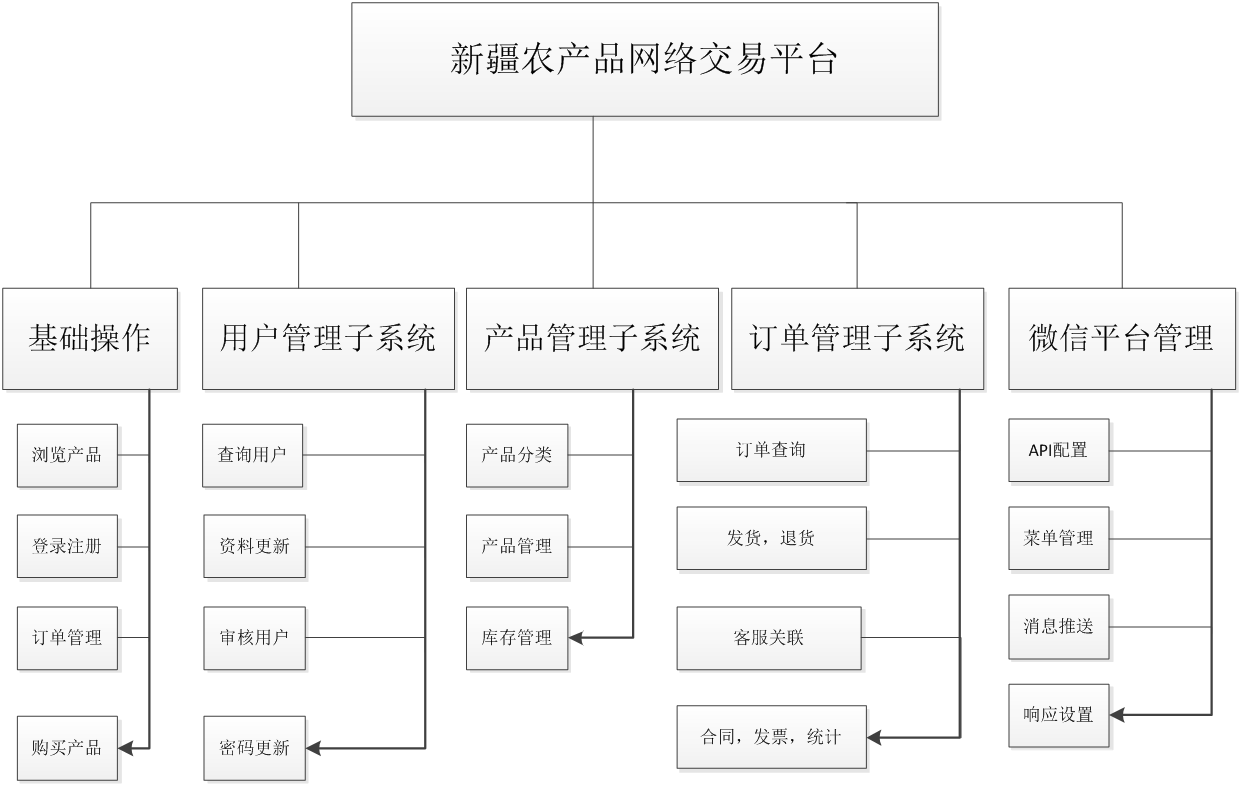 新疆农产品网络交易平台
基础操作
用户管理子系统
产品管理子系统
订单管理子系统
微信平台管理
浏览产品
登录注册
订单管理
购买产品
查询用户
资料更新
审核用户
密码更新
产品分类
产品管理
库存管理
订单查询
发货，退货
客服关联
合同，发票，统计
API配置
菜单管理
消息推送
响应设置